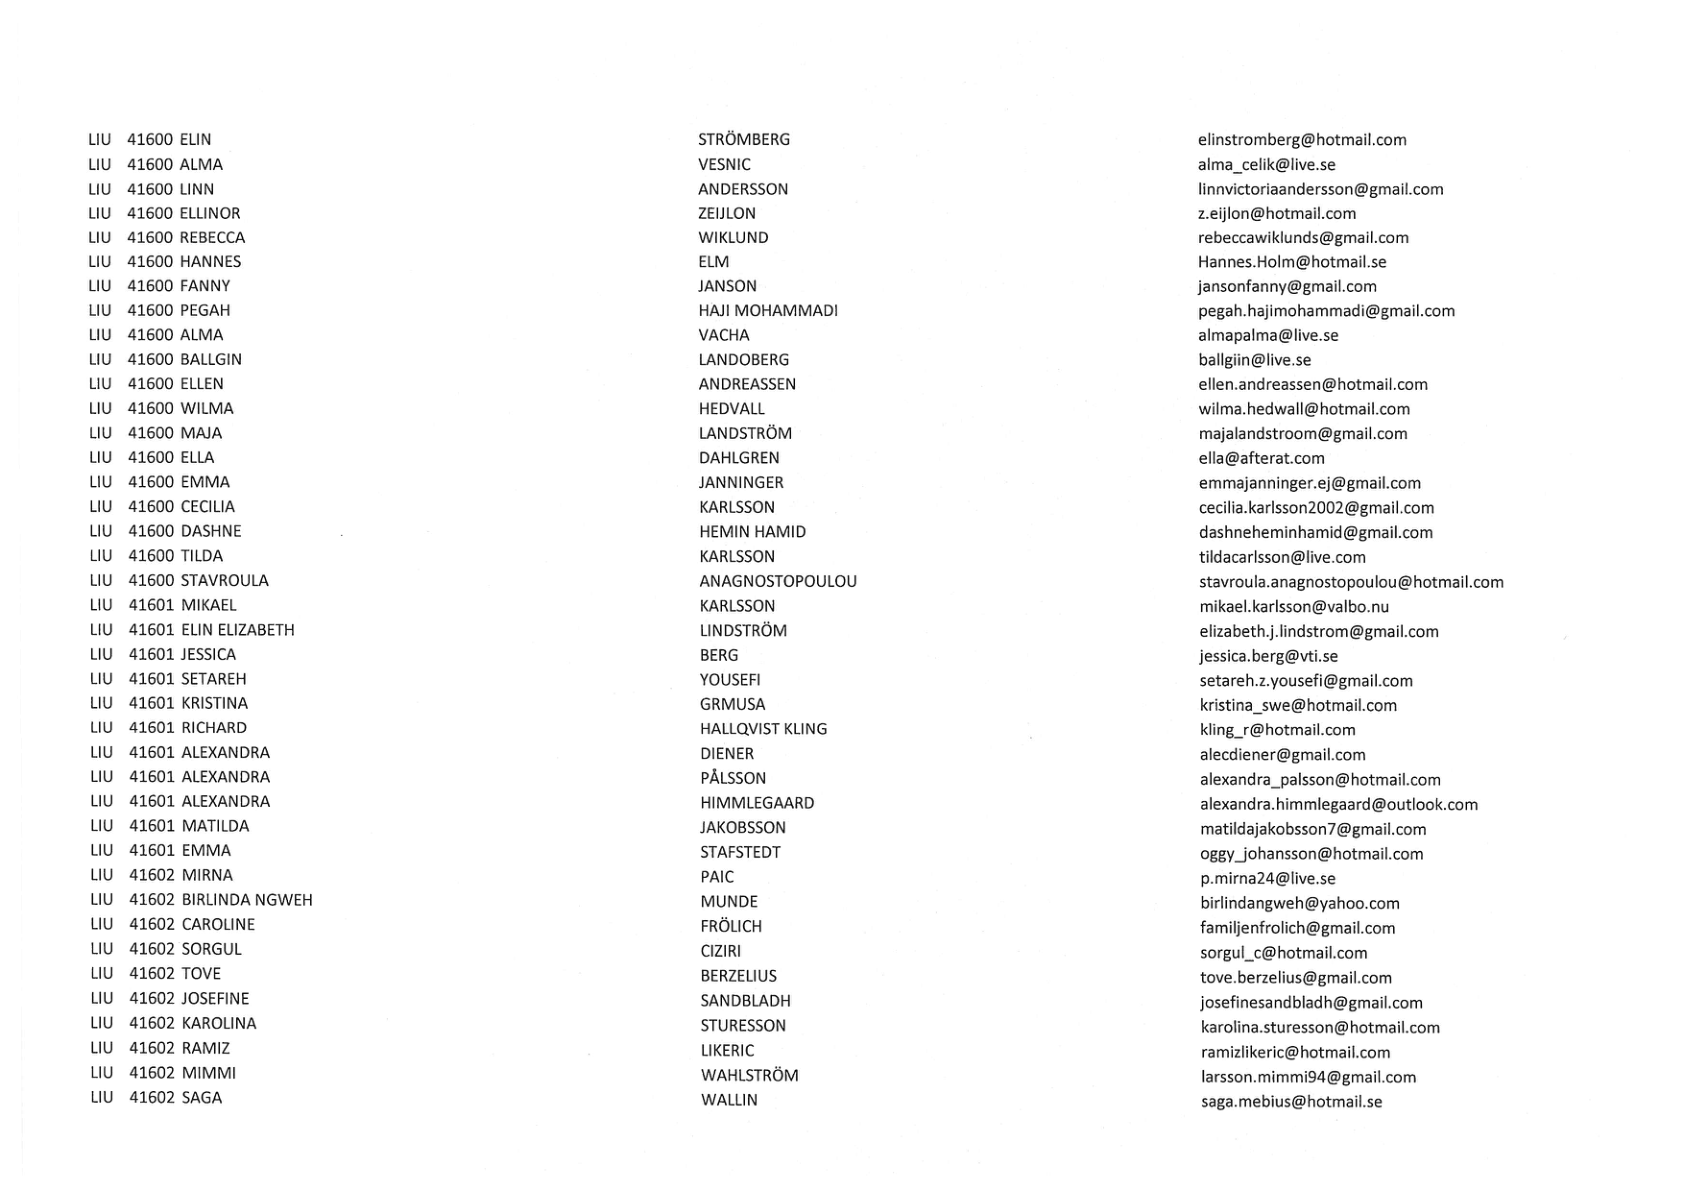 LIU 41600 ELIN STRÖMBERG elinstromberg@hotmail.com
LIU 41600 ALMA VESNIC alma_celik@live.se
LIU 41600 LINN ANDERSSON linnvictoriaandersson@gmail.com
LIU 41600 ELLINOR ZEIJLON z.eijlon@hotmail.com
LIU 41600 REBECCA WIKLUND rebeccawiklunds@gmail.com
LIU 41600 HANNES ELM Hannes.Holm@hotmail.se
LIU 41600 FANNY JANSON jansonfanny@gmail.com
LIU 41600 PEGAH HAJI MOHAMMADI pegah.hajimohammadi@gmail.com
LIU 41600 ALMA VACHA almapalma@live.se
LIU 41600 BALLGIN LANDOBERG ballgiin@live.se
LIU 41600 ELLEN ANDREASSEN ellen.andreassen@hotmail.com
LIU 41600 WILMA HEDVALL wilma.hedwall@hotmail.com
LIU 41600 MAJA LANDSTRÖM majalandstroom@gmail.com
LIU 41600 ELLA DAHLGREN ella@afterat.com
LIU 41600 EMMA JANNINGER emmajanninger.ej@gmail.com
LIU 41600 CECILIA KARLSSON cecilia.karlsson2002@gmail.com
LIU 41600 DASHNE HEMIN HAMID dashneheminhamid@gmail.com
LIU 41600 TILDA KARLSSON tildacarlsson@live.com
LIU 41600 STAVROULA ANAGNOSTOPOULOU stavroula.anagnostopoulou@hotmail.com
LIU 41601 MIKAEL KARLSSON mikael.karlsson@valbo.nu
LIU 41601 ELIN ELIZABETH LINDSTRÖM elizabeth.j.lindstrom@gmail.com
LIU 41601 JESSICA BERG jessica.berg@vti.se
LIU 41601 SETAREH YOUSEFI setareh.z.yousefi@gmail.com
LIU 41601 KRISTINA GRMUSA kristina_swe@hotmail.com
LIU 41601 RICHARD HALLQVIST KLING kling_r@hotmail.com
LIU 41601 ALEXANDRA DIENER alecdiener@gmail.com
LIU 41601 ALEXANDRA PÅLSSON alexandra_palsson@hotmail.com
LIU 41601 ALEXANDRA HIMMLEGAARD alexandra.himmlegaard@outlook.com
LIU 41601 MATILDA JAKOBSSON matildajakobsson7@gmail.com
LIU 41601 EMMA STAFSTEDT oggy_johansson@hotmail.com
LIU 41602 MIRNA PAIC p.mirna24@live.se
LIU 41602 BIRLINDA NGWEH MUNDE birlindangweh@yahoo.com
LIU 41602 CAROLINE FRÖLICH familjenfrolich@gmail.com
LIU 41602 SORGUL CIZIRI sorgul_c@hotmail.com
LIU 41602 TOVE BERZELIUS tove.berzelius@gmail.com
LIU 41602 JOSEFINE SANDBLADH josefinesandbladh@gmail.com
LIU 41602 KAROLINA STURESSON karolina.sturesson@hotmail.com
LIU 41602 RAMIZ LIKERIC ramizlikeric@hotmail.com
LIU 41602 MIMMI WAHLSTRÖM larsson.mimmi94@gmail.com
LIU 41602 SAGA WALLIN saga.mebius@hotmail.se